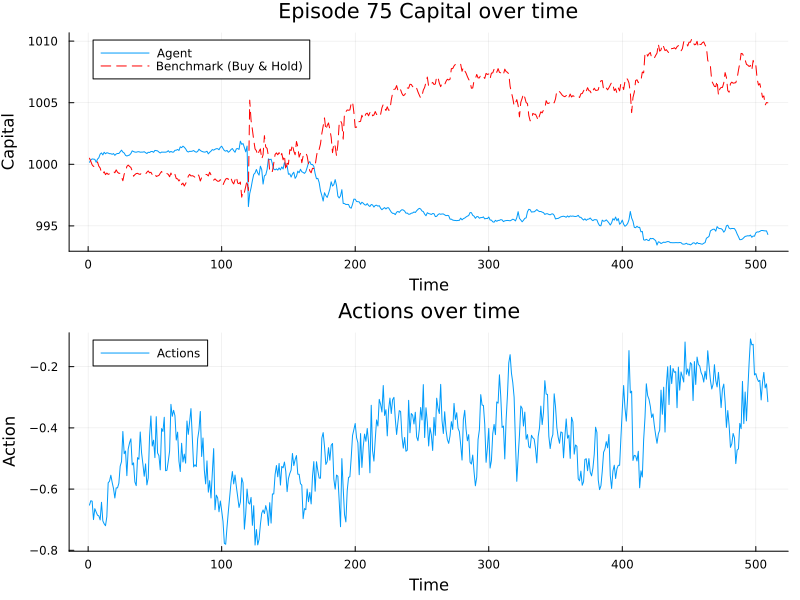 Episode 75 Capital over time
1010
1005
1000
995
Capital
Agent
Benchmark (Buy & Hold)
0
100
200
300
400
500
Time
Actions over time
−0.2
−0.4
−0.6
−0.8
Action
Actions
0
100
200
300
400
500
Time